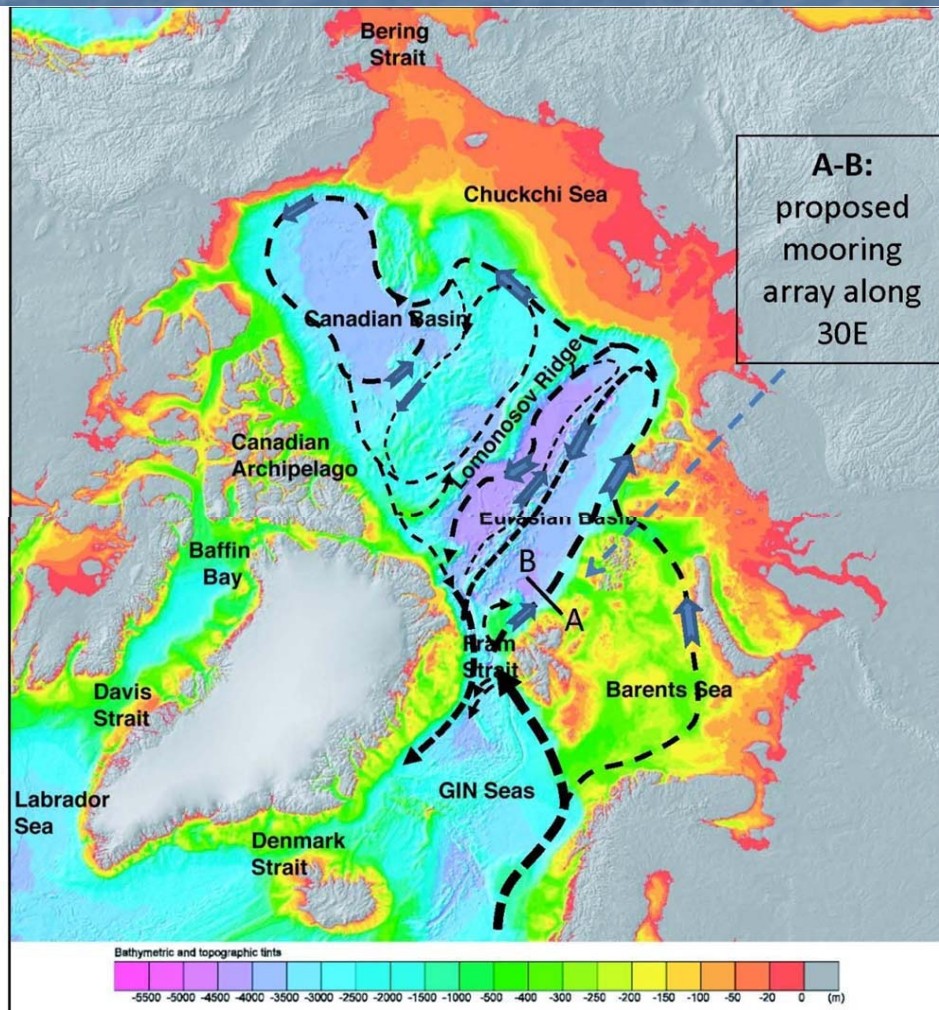 Bering
Strait
Chuckchi Sea
A-B:
proposed
mooring
array along
30E
Canadian Basin
Lomonosov Ridge
Canadian
Archipelago
Eurasian Basin
Baffin
Bay
B
A
Fram
Strait
Davis
Strait
Barents Sea
GIN Seas
Labrador
Sea
Denmark
Strait
Bathymetric and topographic tints
-5500 -5000 -4500 -4000 -3500 -3000 -2500 -2000 -1500 -1000 -500 -400 -250 -200 -150 -100 -50 -20 0 (m)